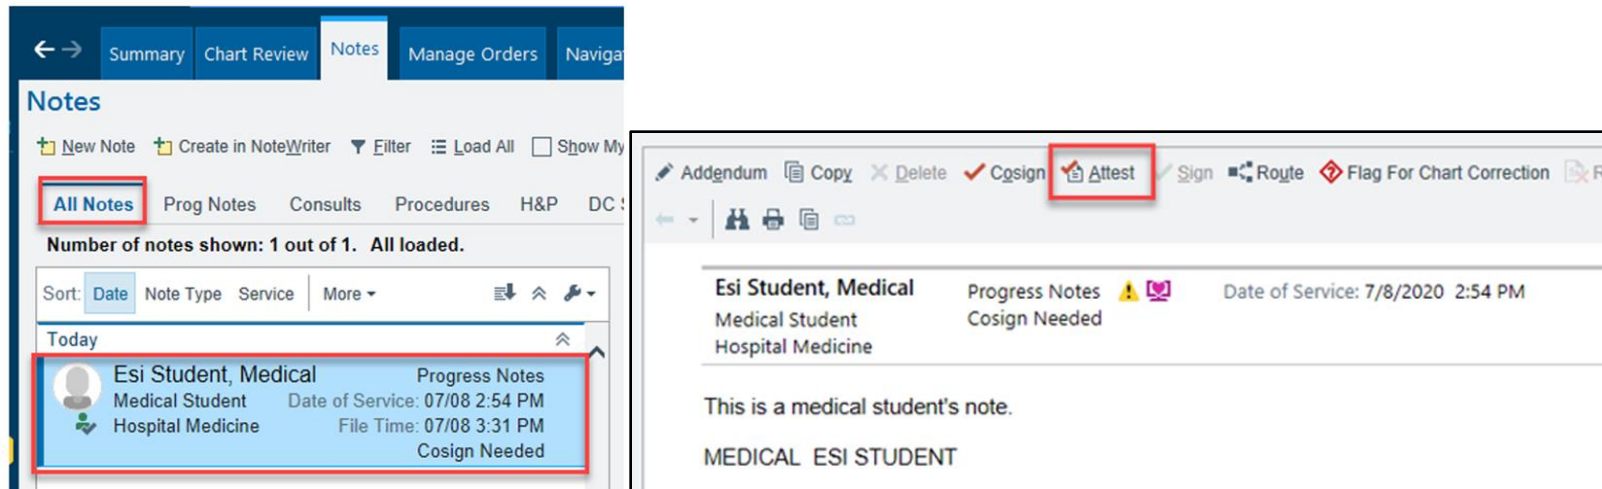 Summary Chart Review Notes Manage Orders
Notes
New Note Create in NoteWriter Filter Load All Show My
All Notes Prog Notes Consults Procedures H&P DC
Number of notes shown: 1 out of 1. All loaded.
Sort: Date Note Type Service More
Today
Esi Student, Medical Progress Notes
Medical Student Date of Service: 07/08 2:54 PM
Hospital Medicine File Time: 07/08 3:31 PM
Cosign Needed
Addendum Copy Delete Cosign Attest Sign Route Flag For Chart Correction
Esi Student, Medical Progress Notes Date of Service: 7/8/2020 2:54 PM
Medical Student Cosign Needed
Hospital Medicine
This is a medical student's note.
MEDICAL ESI STUDENT